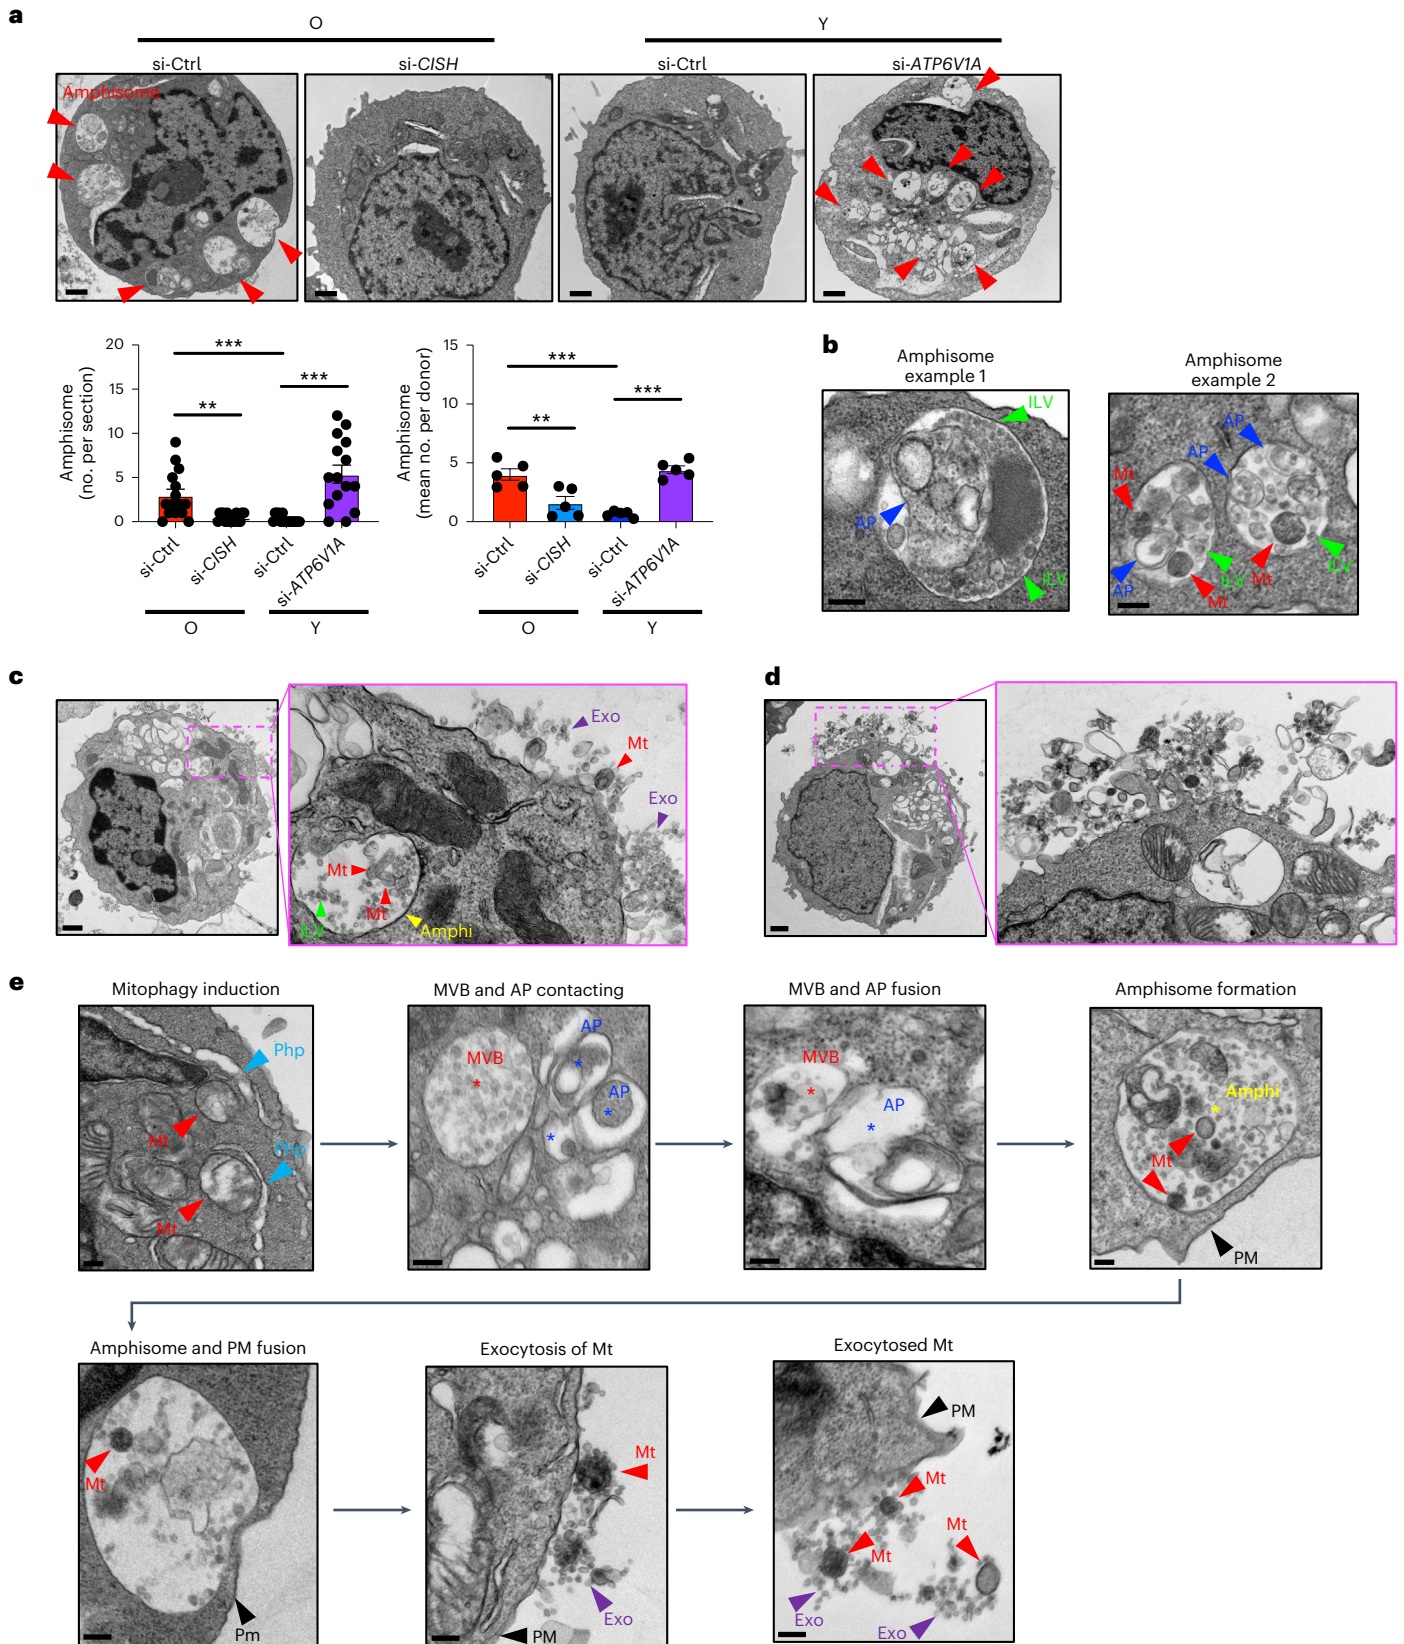 a
O
Y
si-Ctrl
si-CISH
si-Ctrl
si-ATP6V1A
Amphisome
Amphisome
(no. per section)
20
15
10
5
0
***
**
***
si-Ctrl
si-CISH
si-Ctrl
si-ATP6V1A
O
Y
Amphisome
(mean no. per donor)
15
10
5
0
***
**
***
si-Ctrl
si-CISH
si-Ctrl
si-ATP6V1A
O
Y
b
Amphisome
example 1
ILV
AP
ILV
Amphisome
example 2
AP
AP
Mt
ILV
ILV
Mt
AP
Mt
c
Exo
Mt
Exo
Mt
Mt
ILV
Amphi
d
e
Mitophagy induction
Php
Mt
Php
Mt
MVB and AP contacting
AP
MVB
*
*
AP
*
*
MVB and AP fusion
MVB
*
AP
*
Amphisome formation
Amphi
*
Mt
PM
Amphisome and PM fusion
Mt
Pm
Exocytosis of Mt
Mt
Exo
PM
Exocytosed Mt
PM
Mt
Mt
Mt
Exo
Exo